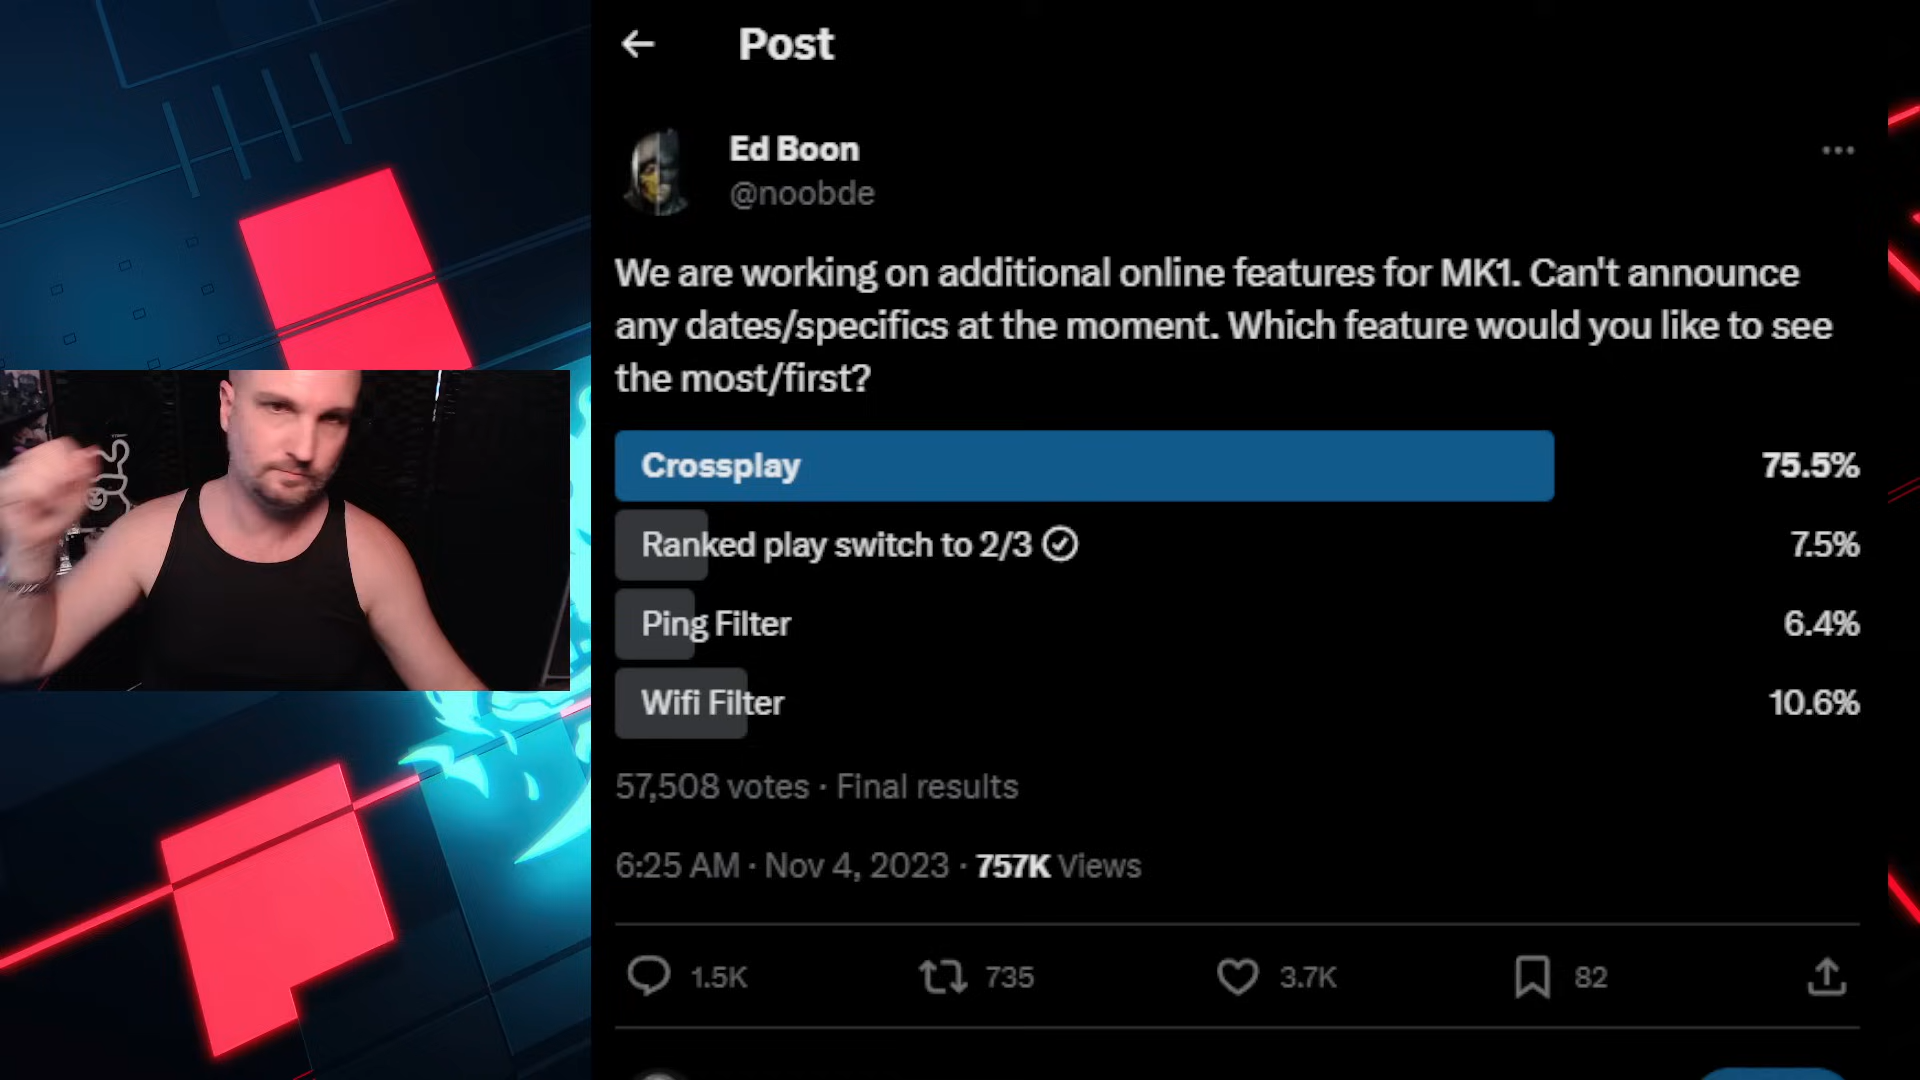 Post
Ed Boon
@noobde
We are working on additional online features for MK1. Can't announce
any dates/specifics at the moment. Which feature would you like to see
the most/first?
Crossplay 75.5%
Ranked play switch to 2/3 7.5%
Ping Filter 6.4%
Wifi Filter 10.6%
57,508 votes · Final results
6:25 AM · Nov 4, 2023 · 757K Views
1.5K 735 3.7K 82